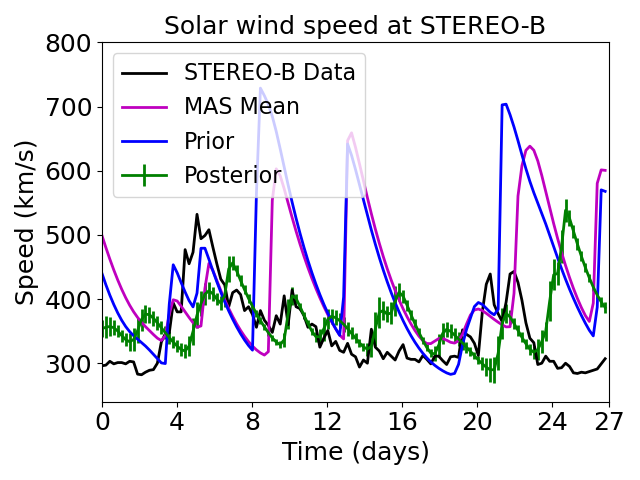 Solar wind speed at STEREO-B
Speed (km/s)
800
700
600
500
400
300
STEREO-B Data
MAS Mean
Prior
Posterior
0 4 8 12 16 20 24 27
Time (days)